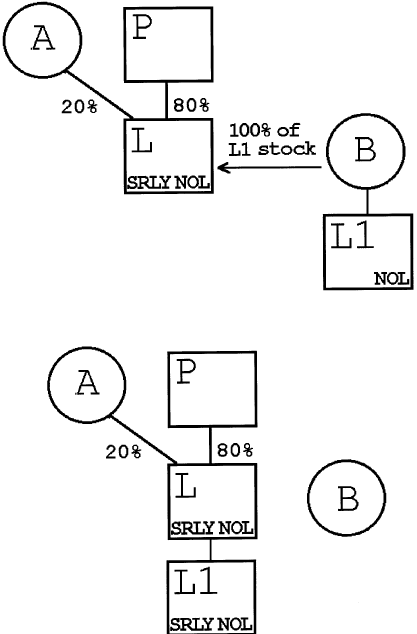 A
P
20%
80%
L
SRLY NOL
100% of
L1 stock
B
L1
NOL
A
P
20%
80%
L
SRLY NOL
B
L1
SRLY NOL